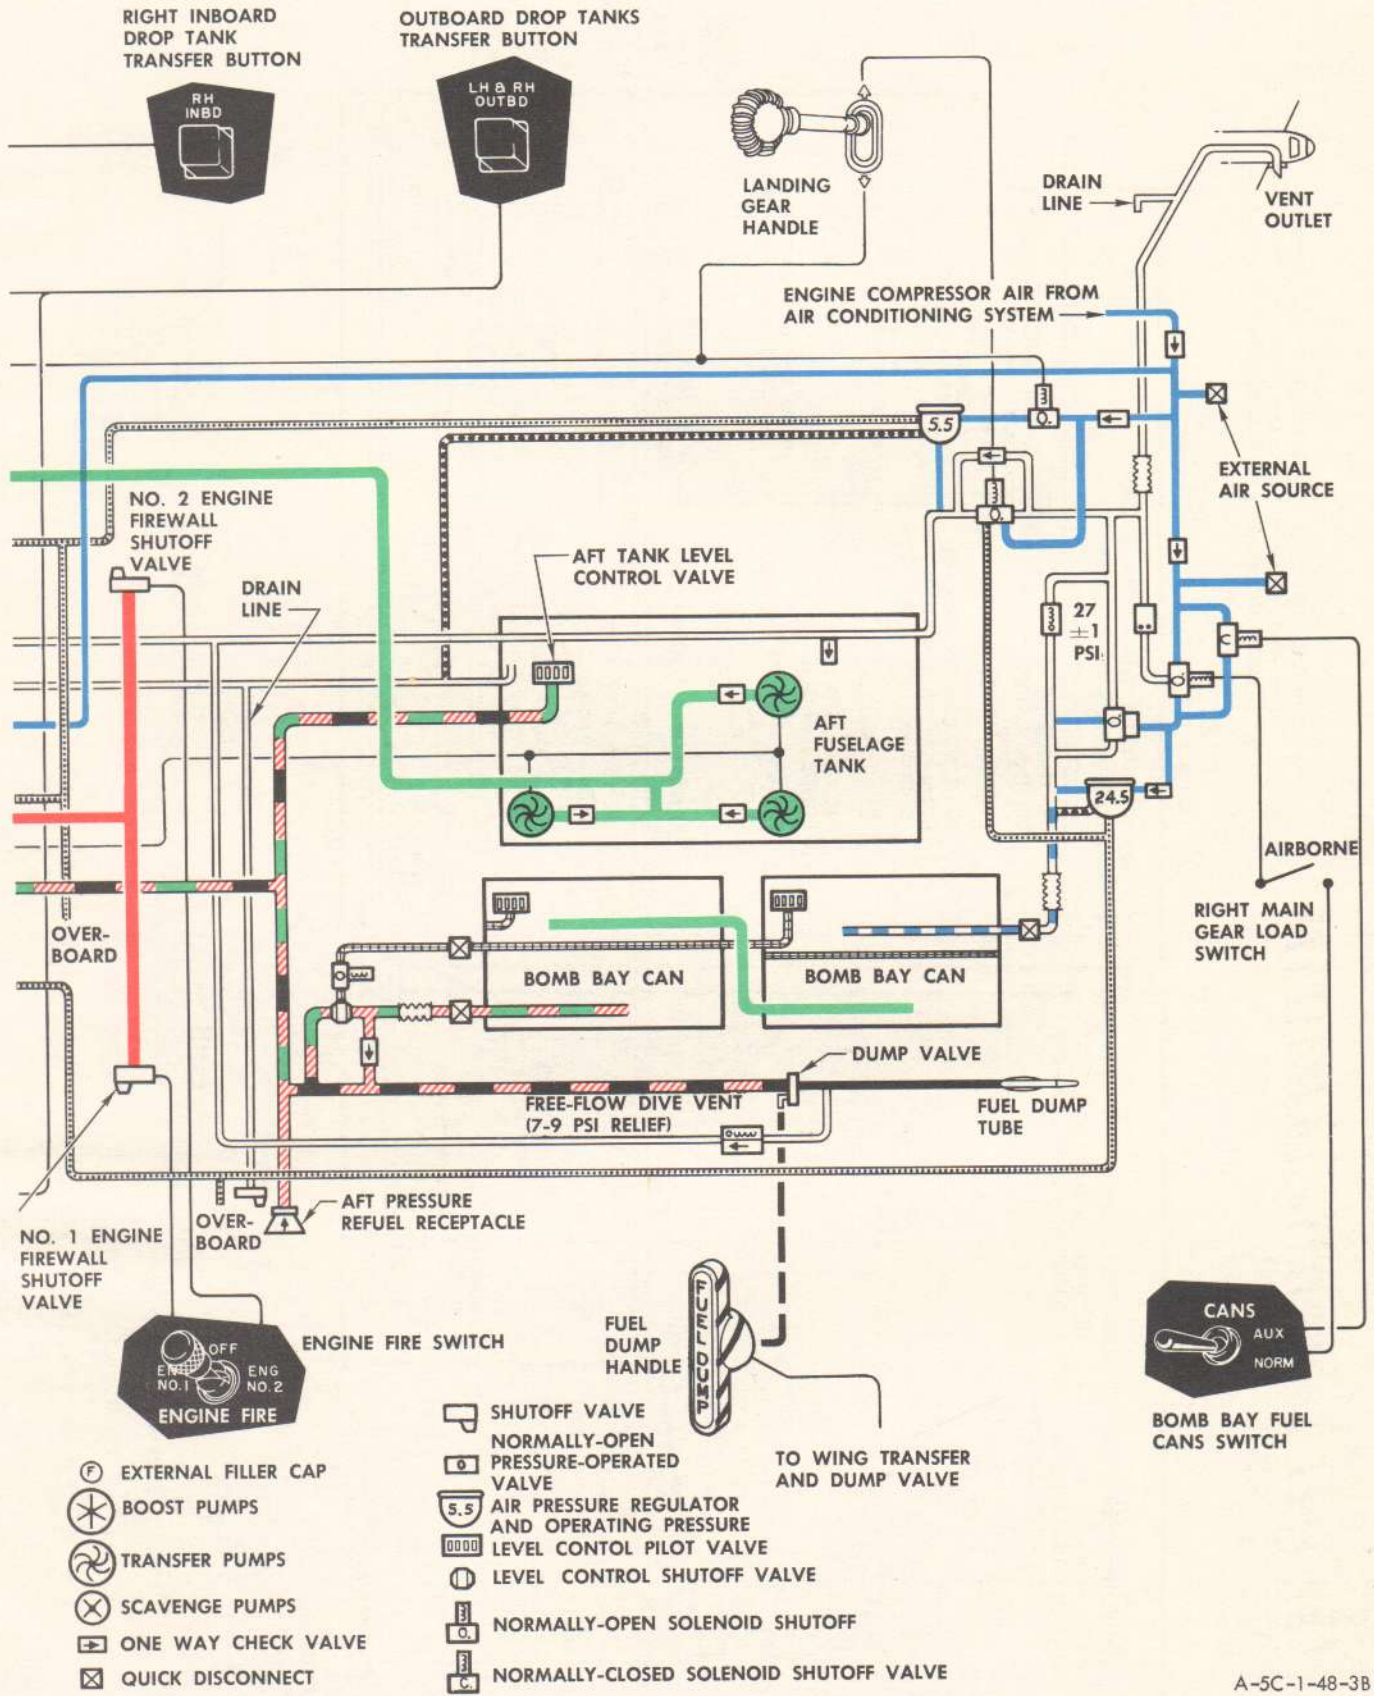 RIGHT INBOARD
DROP TANK
TRANSFER BUTTON
RH
INBD
OUTBOARD DROP TANKS
TRANSFER BUTTON
LH & RH
OUTBD
LANDING
GEAR
HANDLE
DRAIN
LINE
VENT
OUTLET
ENGINE COMPRESSOR AIR FROM
AIR CONDITIONING SYSTEM
5.5
O.
EXTERNAL
AIR SOURCE
O.
NO. 2 ENGINE
FIREWALL
SHUTOFF
VALVE
AFT TANK LEVEL
CONTROL VALVE
DRAIN
LINE
27
±1
PSI
C
O.
O.
AFT
FUSELAGE
TANK
24.5
AIRBORNE
RIGHT MAIN
GEAR LOAD
SWITCH
OVER-
BOARD
BOMB BAY CAN
BOMB BAY CAN
DUMP VALVE
FREE-FLOW DIVE VENT
(7-9 PSI RELIEF)
FUEL DUMP
TUBE
AFT PRESSURE
REFUEL RECEPTACLE
OVER-
BOARD
NO. 1 ENGINE
FIREWALL
SHUTOFF
VALVE
ENGINE FIRE SWITCH
OFF
ENG
NO.1
ENG
NO.2
ENGINE FIRE
FUEL
DUMP
HANDLE
FUEL DUMP
TO WING TRANSFER
AND DUMP VALVE
CANS
AUX
NORM
BOMB BAY FUEL
CANS SWITCH
F EXTERNAL FILLER CAP
BOOST PUMPS
TRANSFER PUMPS
SCAVENGE PUMPS
ONE WAY CHECK VALVE
QUICK DISCONNECT
SHUTOFF VALVE
NORMALLY-OPEN
PRESSURE-OPERATED
VALVE
5.5 AIR PRESSURE REGULATOR
AND OPERATING PRESSURE
LEVEL CONTOL PILOT VALVE
LEVEL CONTROL SHUTOFF VALVE
O. NORMALLY-OPEN SOLENOID SHUTOFF
C. NORMALLY-CLOSED SOLENOID SHUTOFF VALVE
A-5C-1-48-3B